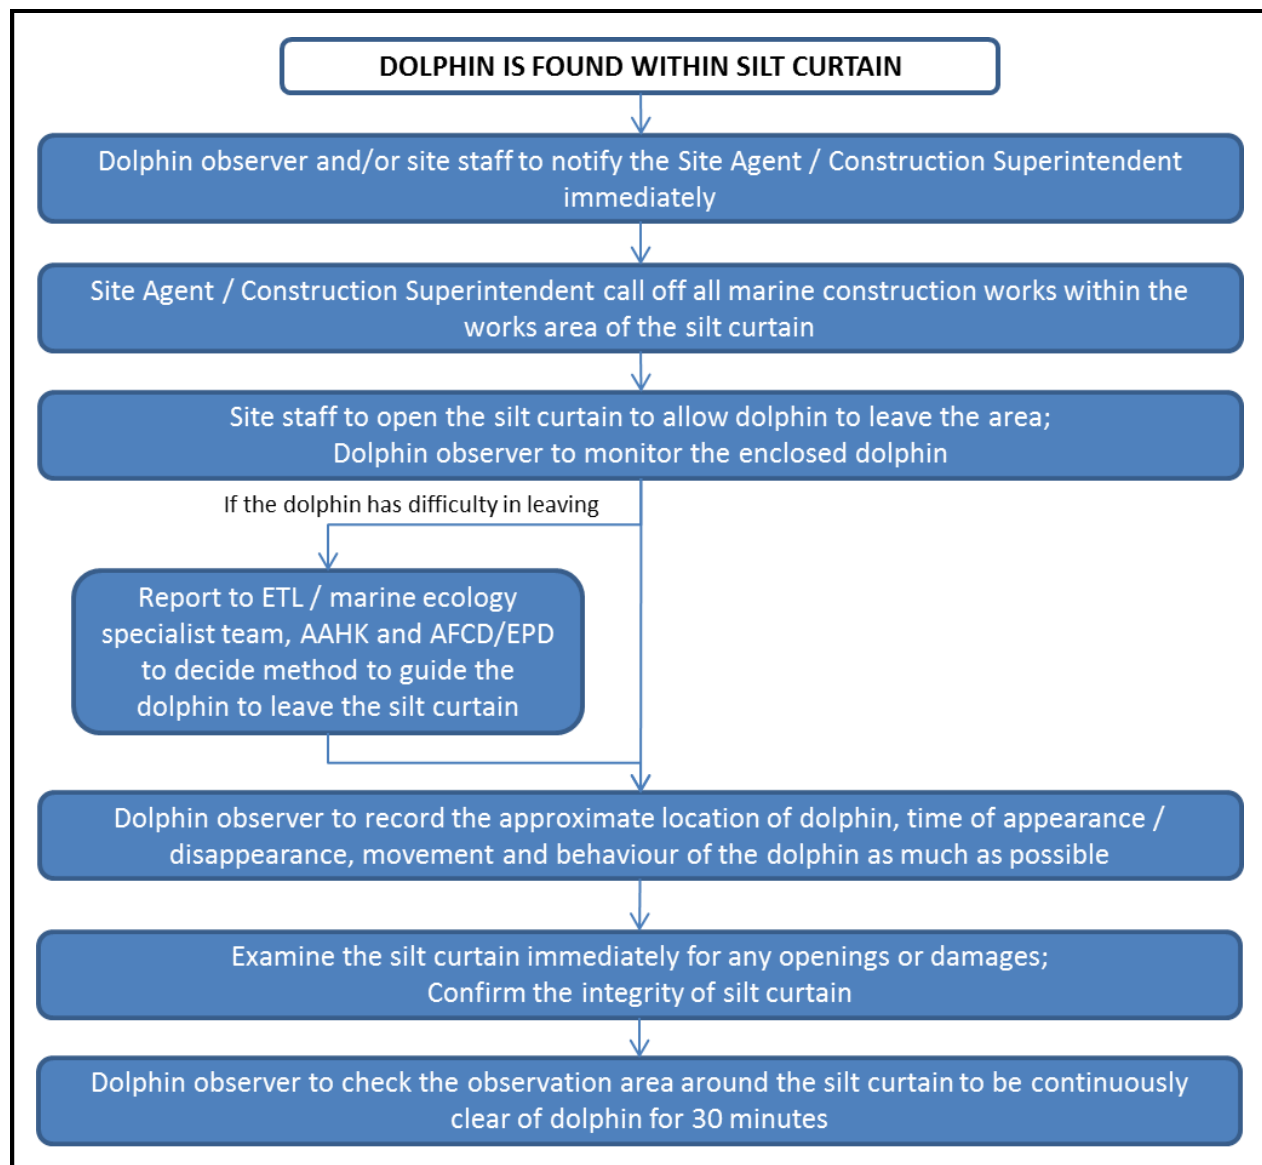 DOLPHIN IS FOUND WITHIN SILT CURTAIN
Dolphin observer and/or site staff to notify the Site Agent / Construction Superintendent
immediately
Site Agent / Construction Superintendent call off all marine construction works within the
works area of the silt curtain
Site staff to open the silt curtain to allow dolphin to leave the area;
Dolphin observer to monitor the enclosed dolphin
If the dolphin has difficulty in leaving
Report to ETL / marine ecology
specialist team, AAHK and AFCD/EPD
to decide method to guide the
dolphin to leave the silt curtain
Dolphin observer to record the approximate location of dolphin, time of appearance /
disappearance, movement and behaviour of the dolphin as much as possible
Examine the silt curtain immediately for any openings or damages;
Confirm the integrity of silt curtain
Dolphin observer to check the observation area around the silt curtain to be continuously
clear of dolphin for 30 minutes